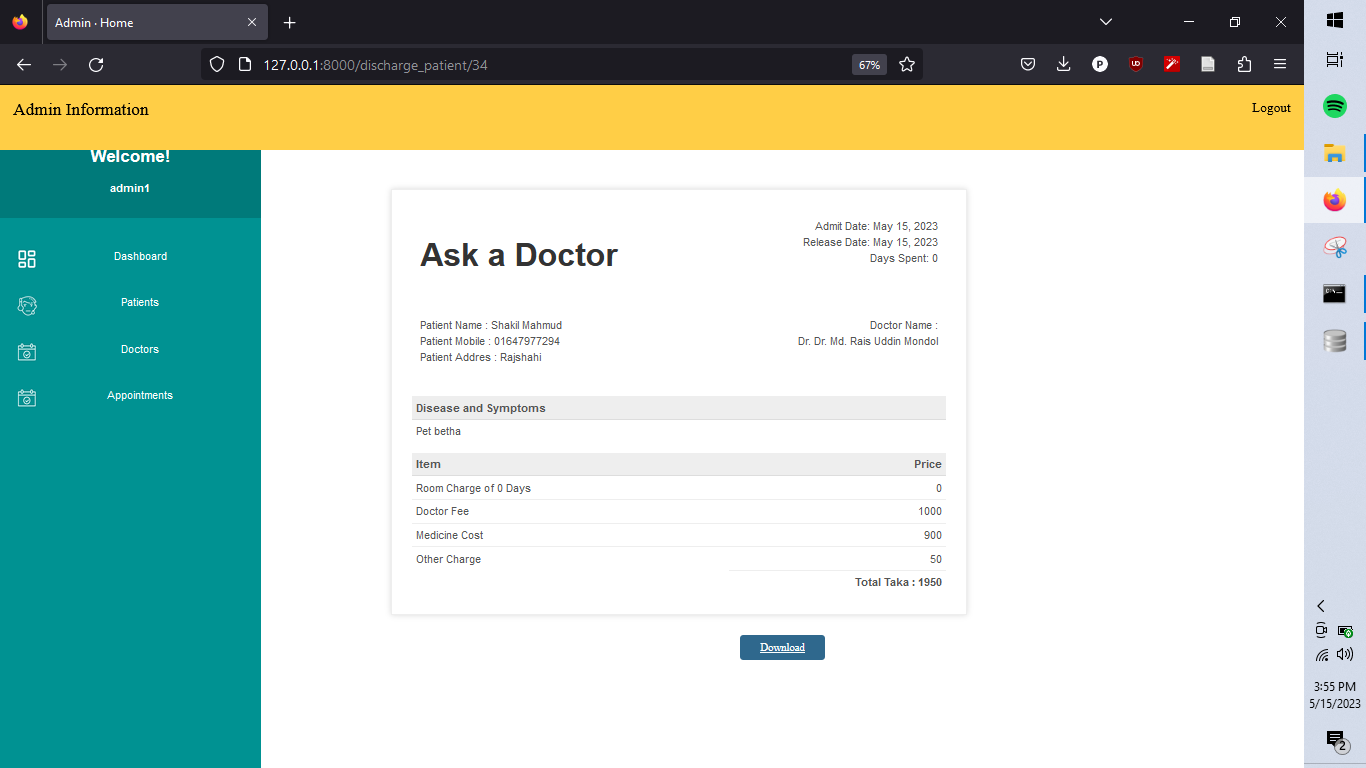 Admin · Home
127.0.0.1:8000/discharge_patient/34
67%
Admin Information
Logout
Welcome!
admin1
Dashboard
Patients
Doctors
Appointments
Ask a Doctor
Admit Date: May 15, 2023
Release Date: May 15, 2023
Days Spent: 0
Patient Name : Shakil Mahmud
Patient Mobile : 01647977294
Patient Addres : Rajshahi
Doctor Name :
Dr. Dr. Md. Rais Uddin Mondol
Disease and Symptoms
Pet betha
Item Price
Room Charge of 0 Days 0
Doctor Fee 1000
Medicine Cost 900
Other Charge 50
Total Taka : 1950
Download
3:55 PM
5/15/2023
2